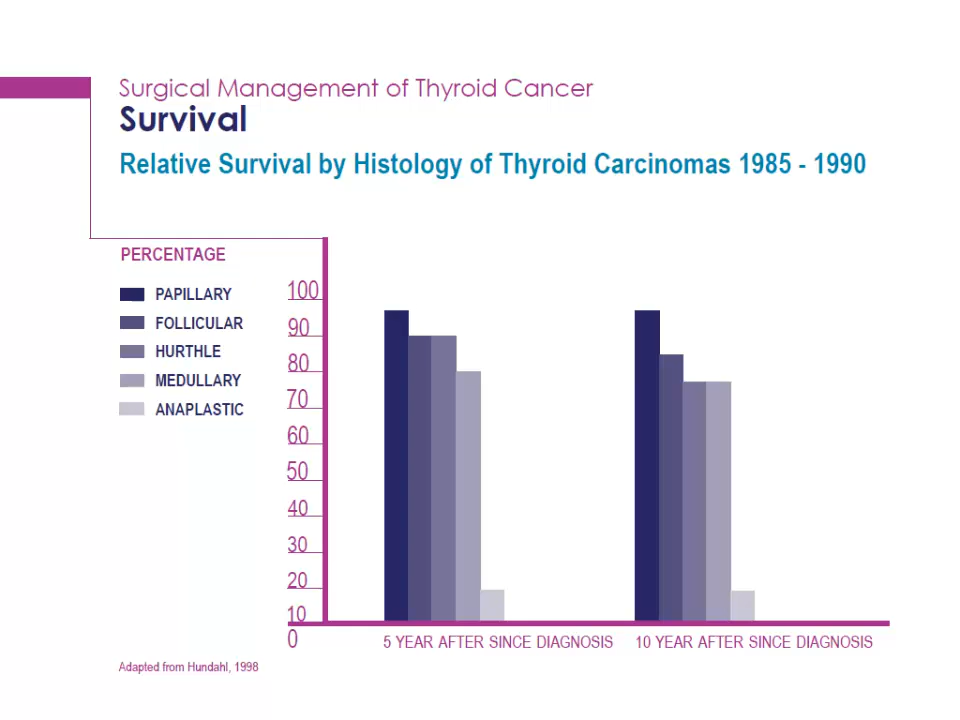 Surgical Management of Thyroid Cancer
Survival
Relative Survival by Histology of Thyroid Carcinomas 1985 - 1990
PERCENTAGE
PAPILLARY
FOLLICULAR
HURTHLE
MEDULLARY
ANAPLASTIC
100
90
80
70
60
50
40
30
20
10
0
5 YEAR AFTER SINCE DIAGNOSIS
10 YEAR AFTER SINCE DIAGNOSIS
Adapted from Hundahl, 1998